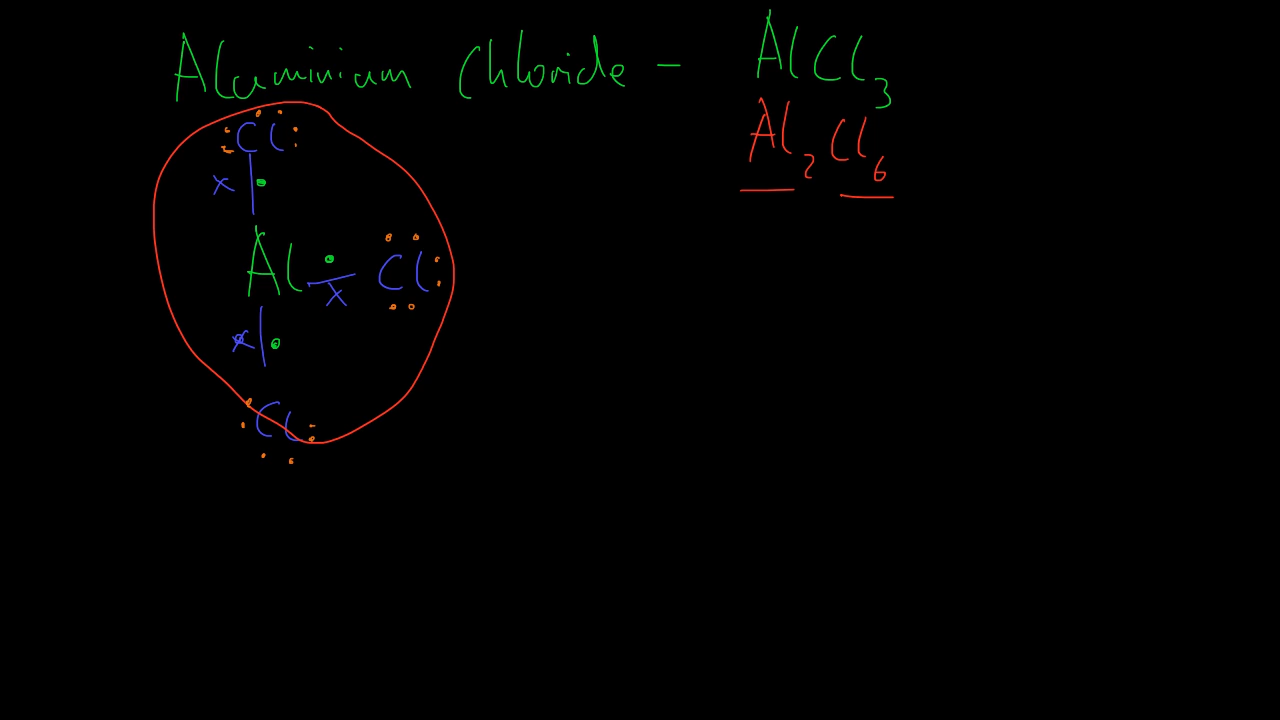 Aluminium Chloride - AlCl₃
Al₂Cl₆
Cl
x
Al x Cl
x
Cl